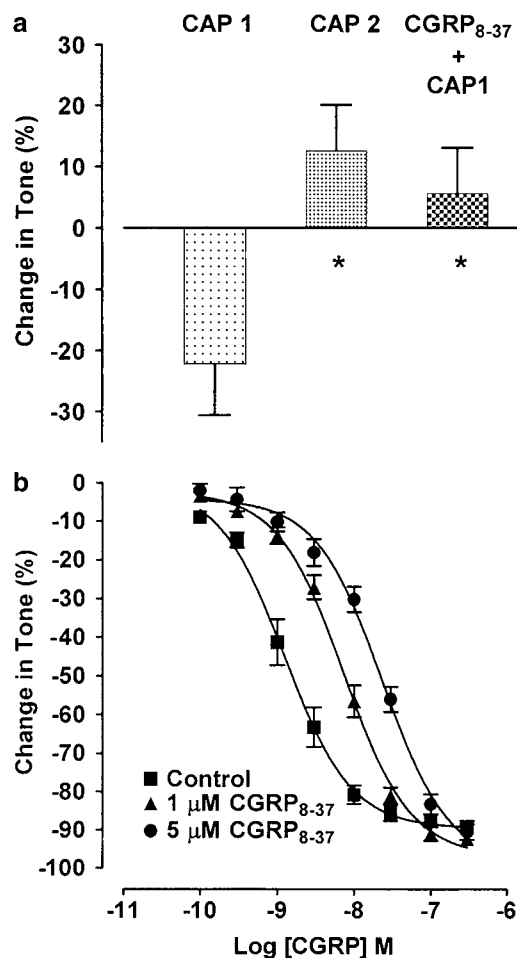 a
CAP 1 CAP 2 CGRP8-37
+
CAP1
Change in Tone (%)
30
20
10
0
-10
-20
-30
* *
b
Change in Tone (%)
0
-10
-20
-30
-40
-50
-60
-70
-80
-90
-100
■ Control
▲ 1 µM CGRP8-37
● 5 µM CGRP8-37
-11 -10 -9 -8 -7 -6
Log [CGRP] M